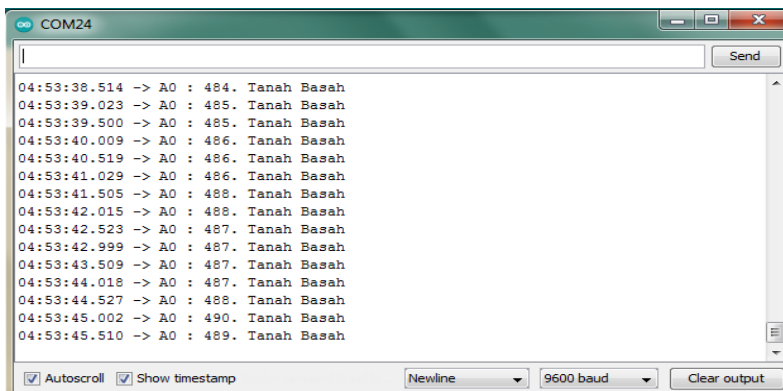 COM24
Send
04:53:38.514 -> A0 : 484. Tanah Basah
04:53:39.023 -> A0 : 485. Tanah Basah
04:53:39.500 -> A0 : 485. Tanah Basah
04:53:40.009 -> A0 : 486. Tanah Basah
04:53:40.519 -> A0 : 486. Tanah Basah
04:53:41.029 -> A0 : 486. Tanah Basah
04:53:41.505 -> A0 : 488. Tanah Basah
04:53:42.015 -> A0 : 488. Tanah Basah
04:53:42.523 -> A0 : 487. Tanah Basah
04:53:42.999 -> A0 : 487. Tanah Basah
04:53:43.509 -> A0 : 487. Tanah Basah
04:53:44.018 -> A0 : 487. Tanah Basah
04:53:44.527 -> A0 : 488. Tanah Basah
04:53:45.002 -> A0 : 490. Tanah Basah
04:53:45.510 -> A0 : 489. Tanah Basah
Autoscroll Show timestamp Newline 9600 baud Clear output